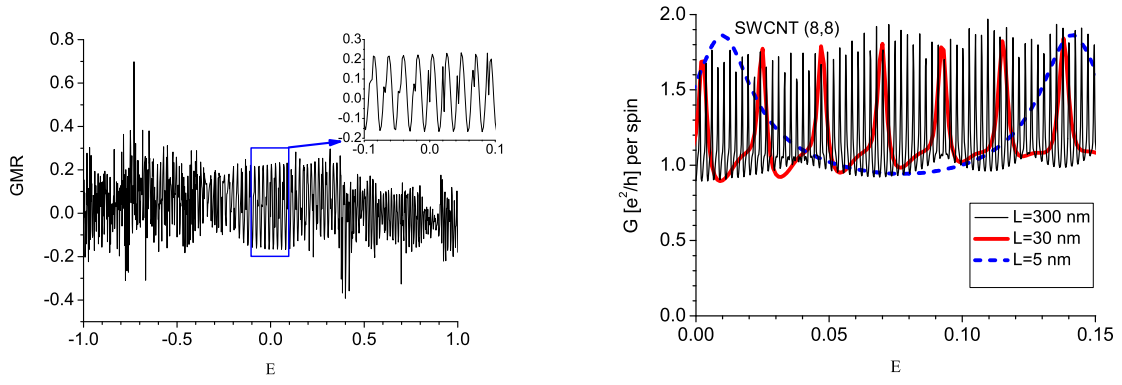 0.8
0.6
0.4
0.2
0.0
-0.2
-0.4
GMR
-1.0 -0.5 0.0 0.5 1.0
E
0.3
0.2
0.1
0.0
-0.1
-0.2
-0.1 0.0 0.1
2.0
1.5
1.0
0.5
0.0
G [e²/h] per spin
SWCNT (8,8)
L=300 nm
L=30 nm
L=5 nm
0.00 0.05 0.10 0.15
E